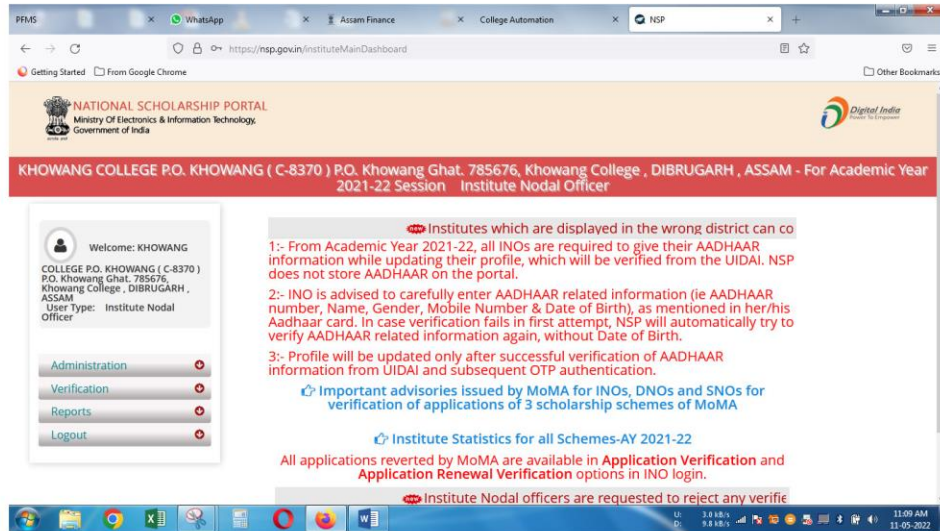 PFMS
WhatsApp
Assam Finance
College Automation
NSP
https://nsp.gov.in/instituteMainDashboard
Getting Started
From Google Chrome
Other Bookmarks
NATIONAL SCHOLARSHIP PORTAL
Ministry Of Electronics & Information Technology,
Government of India
Digital India
Power To Empower
KHOWANG COLLEGE P.O. KHOWANG ( C-8370 ) P.O. Khowang Ghat. 785676, Khowang College , DIBRUGARH , ASSAM - For Academic Year
2021-22 Session Institute Nodal Officer
Welcome: KHOWANG
COLLEGE P.O. KHOWANG ( C-8370 )
P.O. Khowang Ghat. 785676,
Khowang College , DIBRUGARH ,
ASSAM
User Type: Institute Nodal
Officer
Administration
Verification
Reports
Logout
new Institutes which are displayed in the wrong district can co
1:- From Academic Year 2021-22, all INOs are required to give their AADHAAR
information while updating their profile, which will be verified from the UIDAI. NSP
does not store AADHAAR on the portal.
2:- INO is advised to carefully enter AADHAAR related information (ie AADHAAR
number, Name, Gender, Mobile Number & Date of Birth), as mentioned in her/his
Aadhaar card. In case verification fails in first attempt, NSP will automatically try to
verify AADHAAR related information again, without Date of Birth.
3:- Profile will be updated only after successful verification of AADHAAR
information from UIDAI and subsequent OTP authentication.
Important advisories issued by MoMA for INOs, DNOs and SNOs for
verification of applications of 3 scholarship schemes of MoMA
Institute Statistics for all Schemes-AY 2021-22
All applications reverted by MoMA are available in Application Verification and
Application Renewal Verification options in INO login.
new Institute Nodal officers are requested to reject any verifie
U: 3.0 kB/s
D: 9.8 kB/s
11:09 AM
11-05-2022